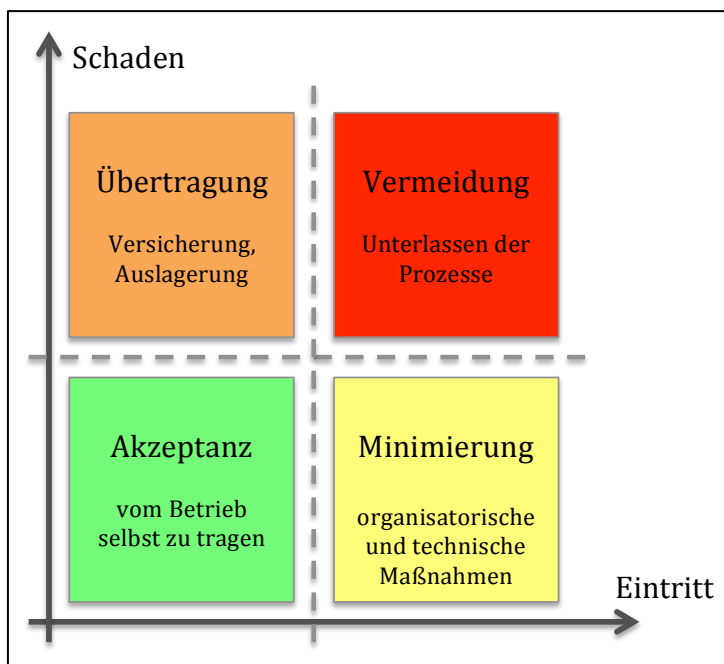 Schaden
Übertragung
Versicherung,
Auslagerung
Vermeidung
Unterlassen der
Prozesse
Akzeptanz
vom Betrieb
selbst zu tragen
Minimierung
organisatorische
und technische
Maßnahmen
Eintritt